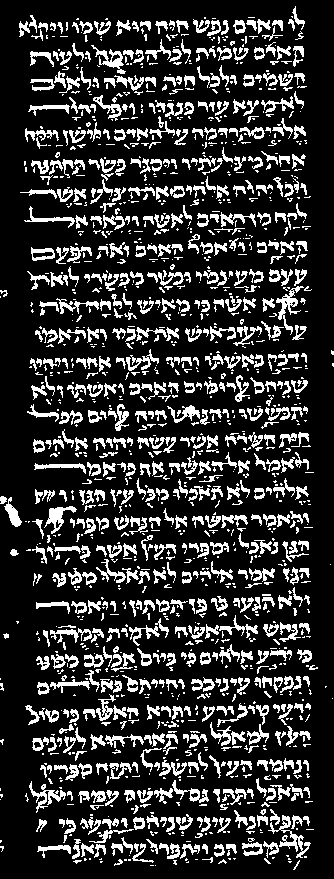 לו האדם נפש חיה הוא שמו ׃ ויקרא
האדם שמות לכל הבהמה ולעוף
השמים ולכל חית השדה ולאדם
לא מצא עזר כנגדו ׃ ויפל יהוה
אלהים תרדמה על האדם ויישן ויקח
אחת מצלעתיו ויסגר בשר תחתנה ׃
ויבן יהוה אלהים את הצלע אשר
לקח מן האדם לאשה ויבאה אל
האדם ׃ ויאמר האדם זאת הפעם
עצם מעצמי ובשר מבשרי לזאת
יקרא אשה כי מאיש לקחה זאת ׃
על כן יעזב איש את אביו ואת אמו
ודבק באשתו והיו לבשר אחד ׃ ויהיו
שניהם ערומים האדם ואשתו ולא
יתבששו ׃ והנחש היה ערום מכל
חית השדה אשר עשה יהוה אלהים
ויאמר אל האשה אף כי אמר
אלהים לא תאכלו מכל עץ הגן ׃
ותאמר האשה אל הנחש מפרי עץ
הגן נאכל ׃ ומפרי העץ אשר בתוך
הגן אמר אלהים לא תאכלו ממנו
ולא תגעו בו פן תמתון ׃ ויאמר
הנחש אל האשה לא מות תמתון ׃
כי ידע אלהים כי ביום אכלכם ממנו
ונפקחו עיניכם והייתם כאלהים
ידעי טוב ורע ׃ ותרא האשה כי טוב
העץ למאכל וכי תאוה הוא לעינים
ונחמד העץ להשכיל ותקח מפריו
ותאכל ותתן גם לאישה עמה ויאכל ׃
ותפקחנה עיני שניהם וידעו כי
הם ויתפרו עלה תאנה